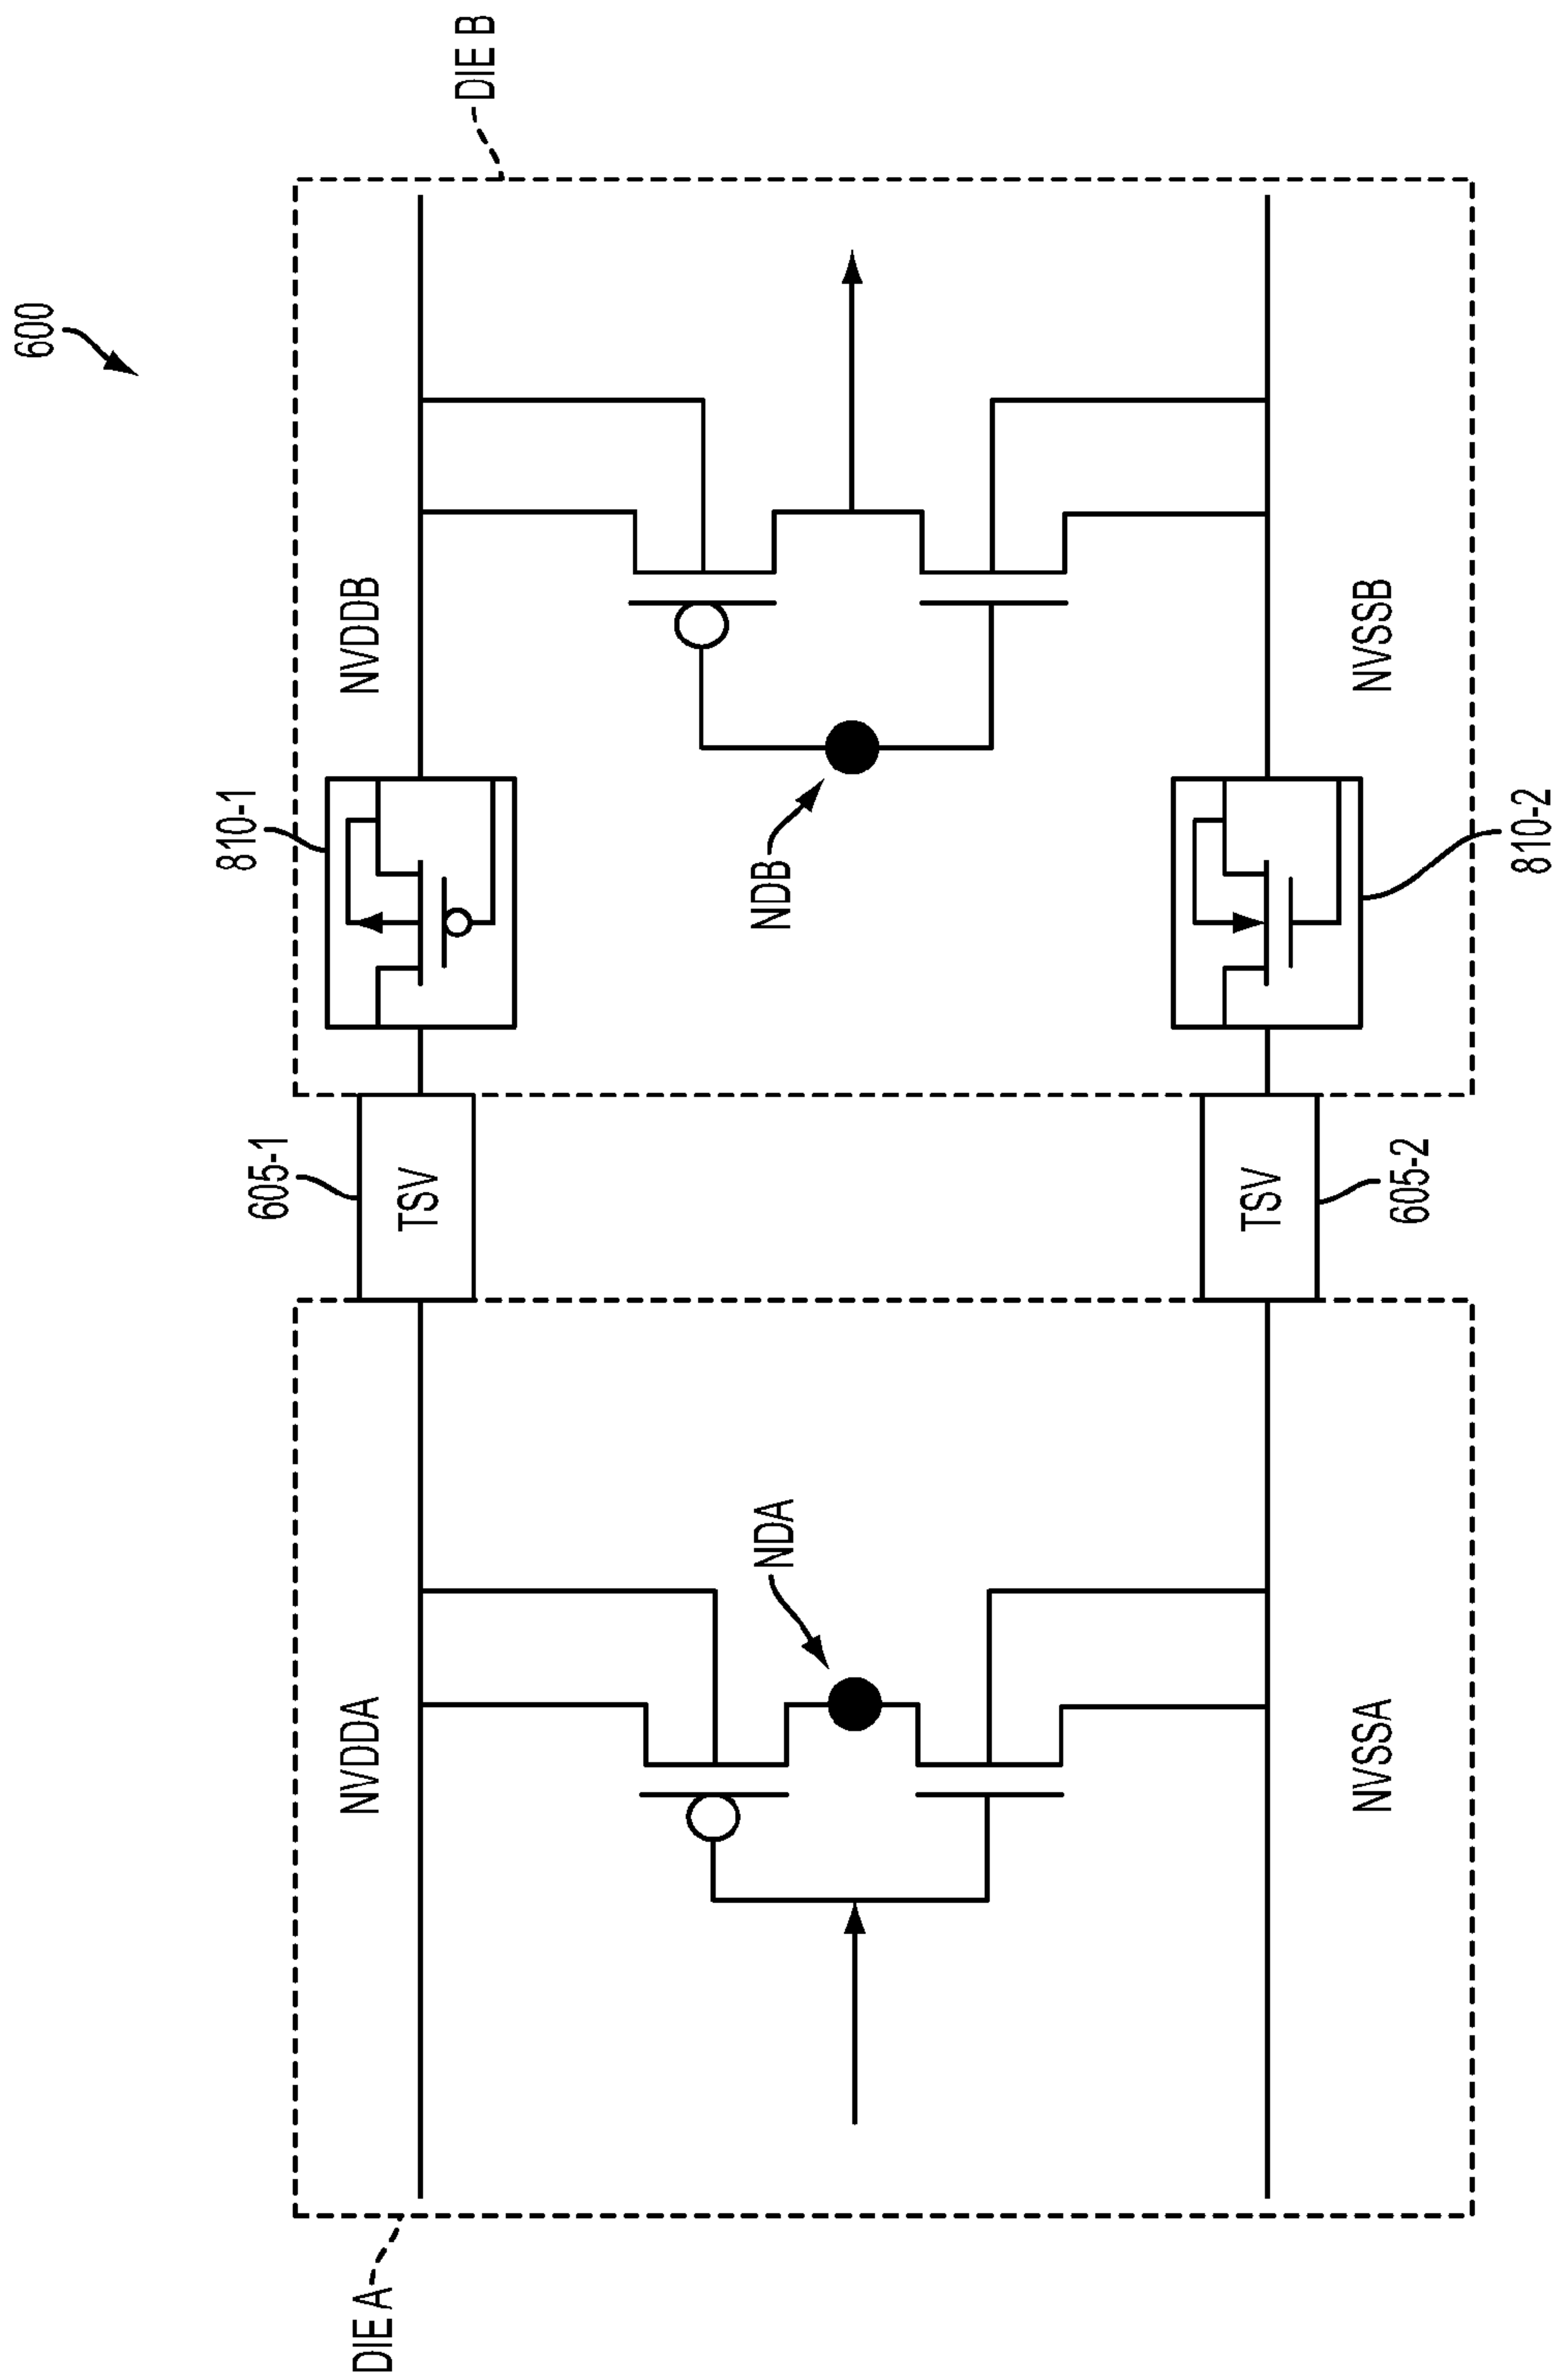 600
DIE A
DIE B
NVDDA
605-1
TSV
810-1
NVDDB
NDA
NDB
NVSSA
TSV
605-2
NVSSB
810-2